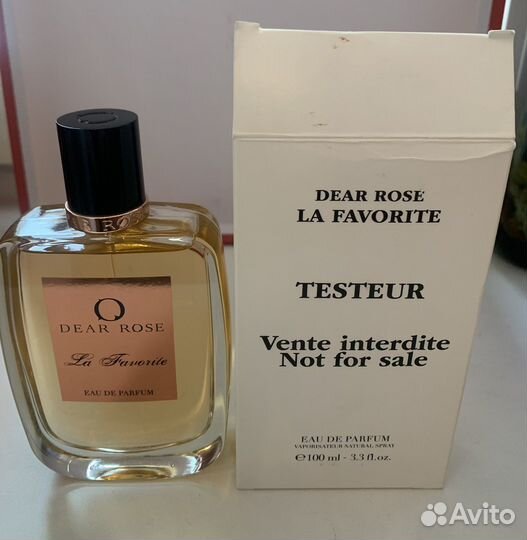 DEAR ROSE
La Favorite
EAU DE PARFUM
DEAR ROSE
LA FAVORITE
TESTEUR
Vente interdite
Not for sale
EAU DE PARFUM
VAPORISATEUR NATURAL SPRAY
℮100 ml - 3.3 fl.oz.
Avito